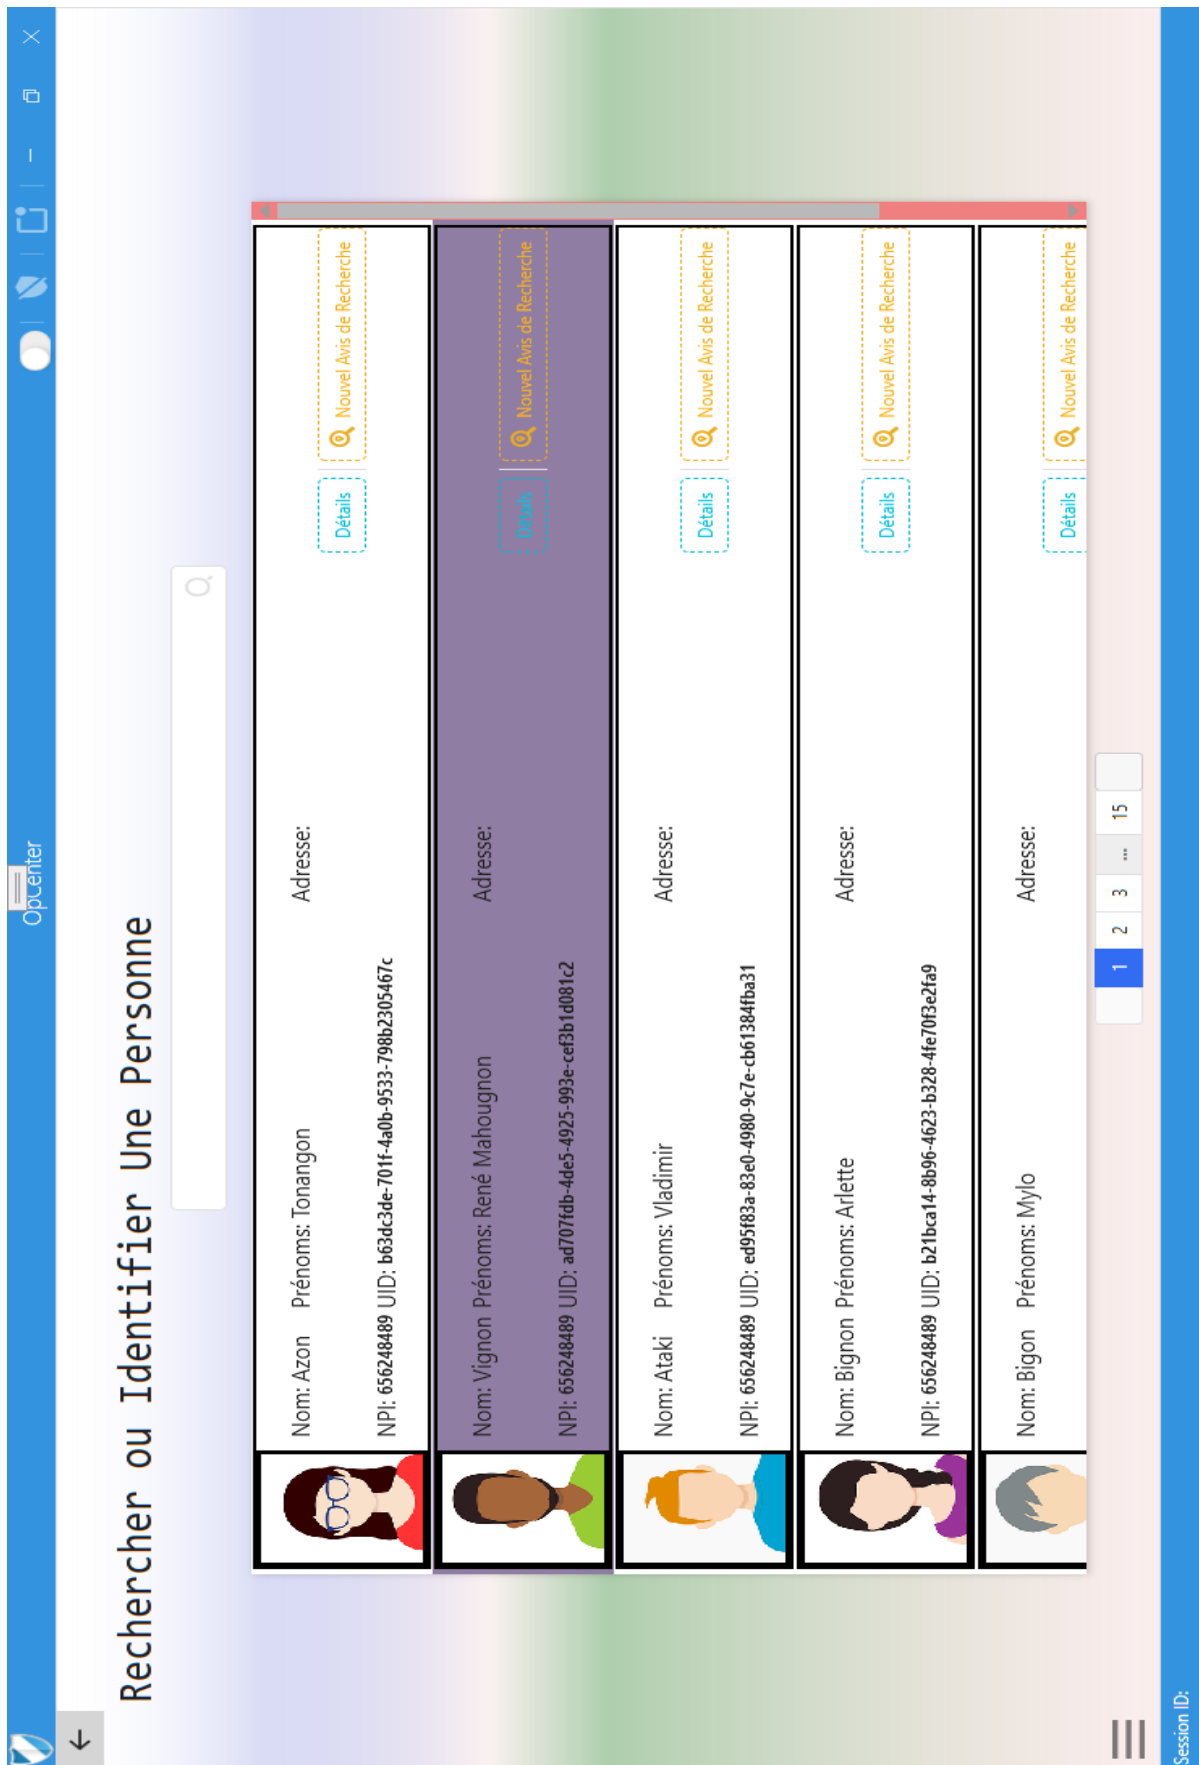 OpCenter
Rechercher ou Identifier Une Personne
Nom: Azon Prénoms: Tonangon Adresse:
Détails Nouvel Avis de Recherche
NPI: 656248489 UID: b63dc3de-701f-4a0b-9533-798b2305467c
Nom: Vignon Prénoms: René Mahougnon Adresse:
Détails Nouvel Avis de Recherche
NPI: 656248489 UID: ad707fdb-4de5-4925-993e-cef3b1d081c2
Nom: Ataki Prénoms: Vladimir Adresse:
Détails Nouvel Avis de Recherche
NPI: 656248489 UID: ed95f83a-83e0-4980-9c7e-cb61384fba31
Nom: Bignon Prénoms: Arlette Adresse:
Détails Nouvel Avis de Recherche
NPI: 656248489 UID: b21bca14-8b96-4623-b328-4fe70f3e2fa9
Nom: Bigon Prénoms: Mylo Adresse:
Détails Nouvel Avis de Recherche
1 2 3 ... 15
Session ID: